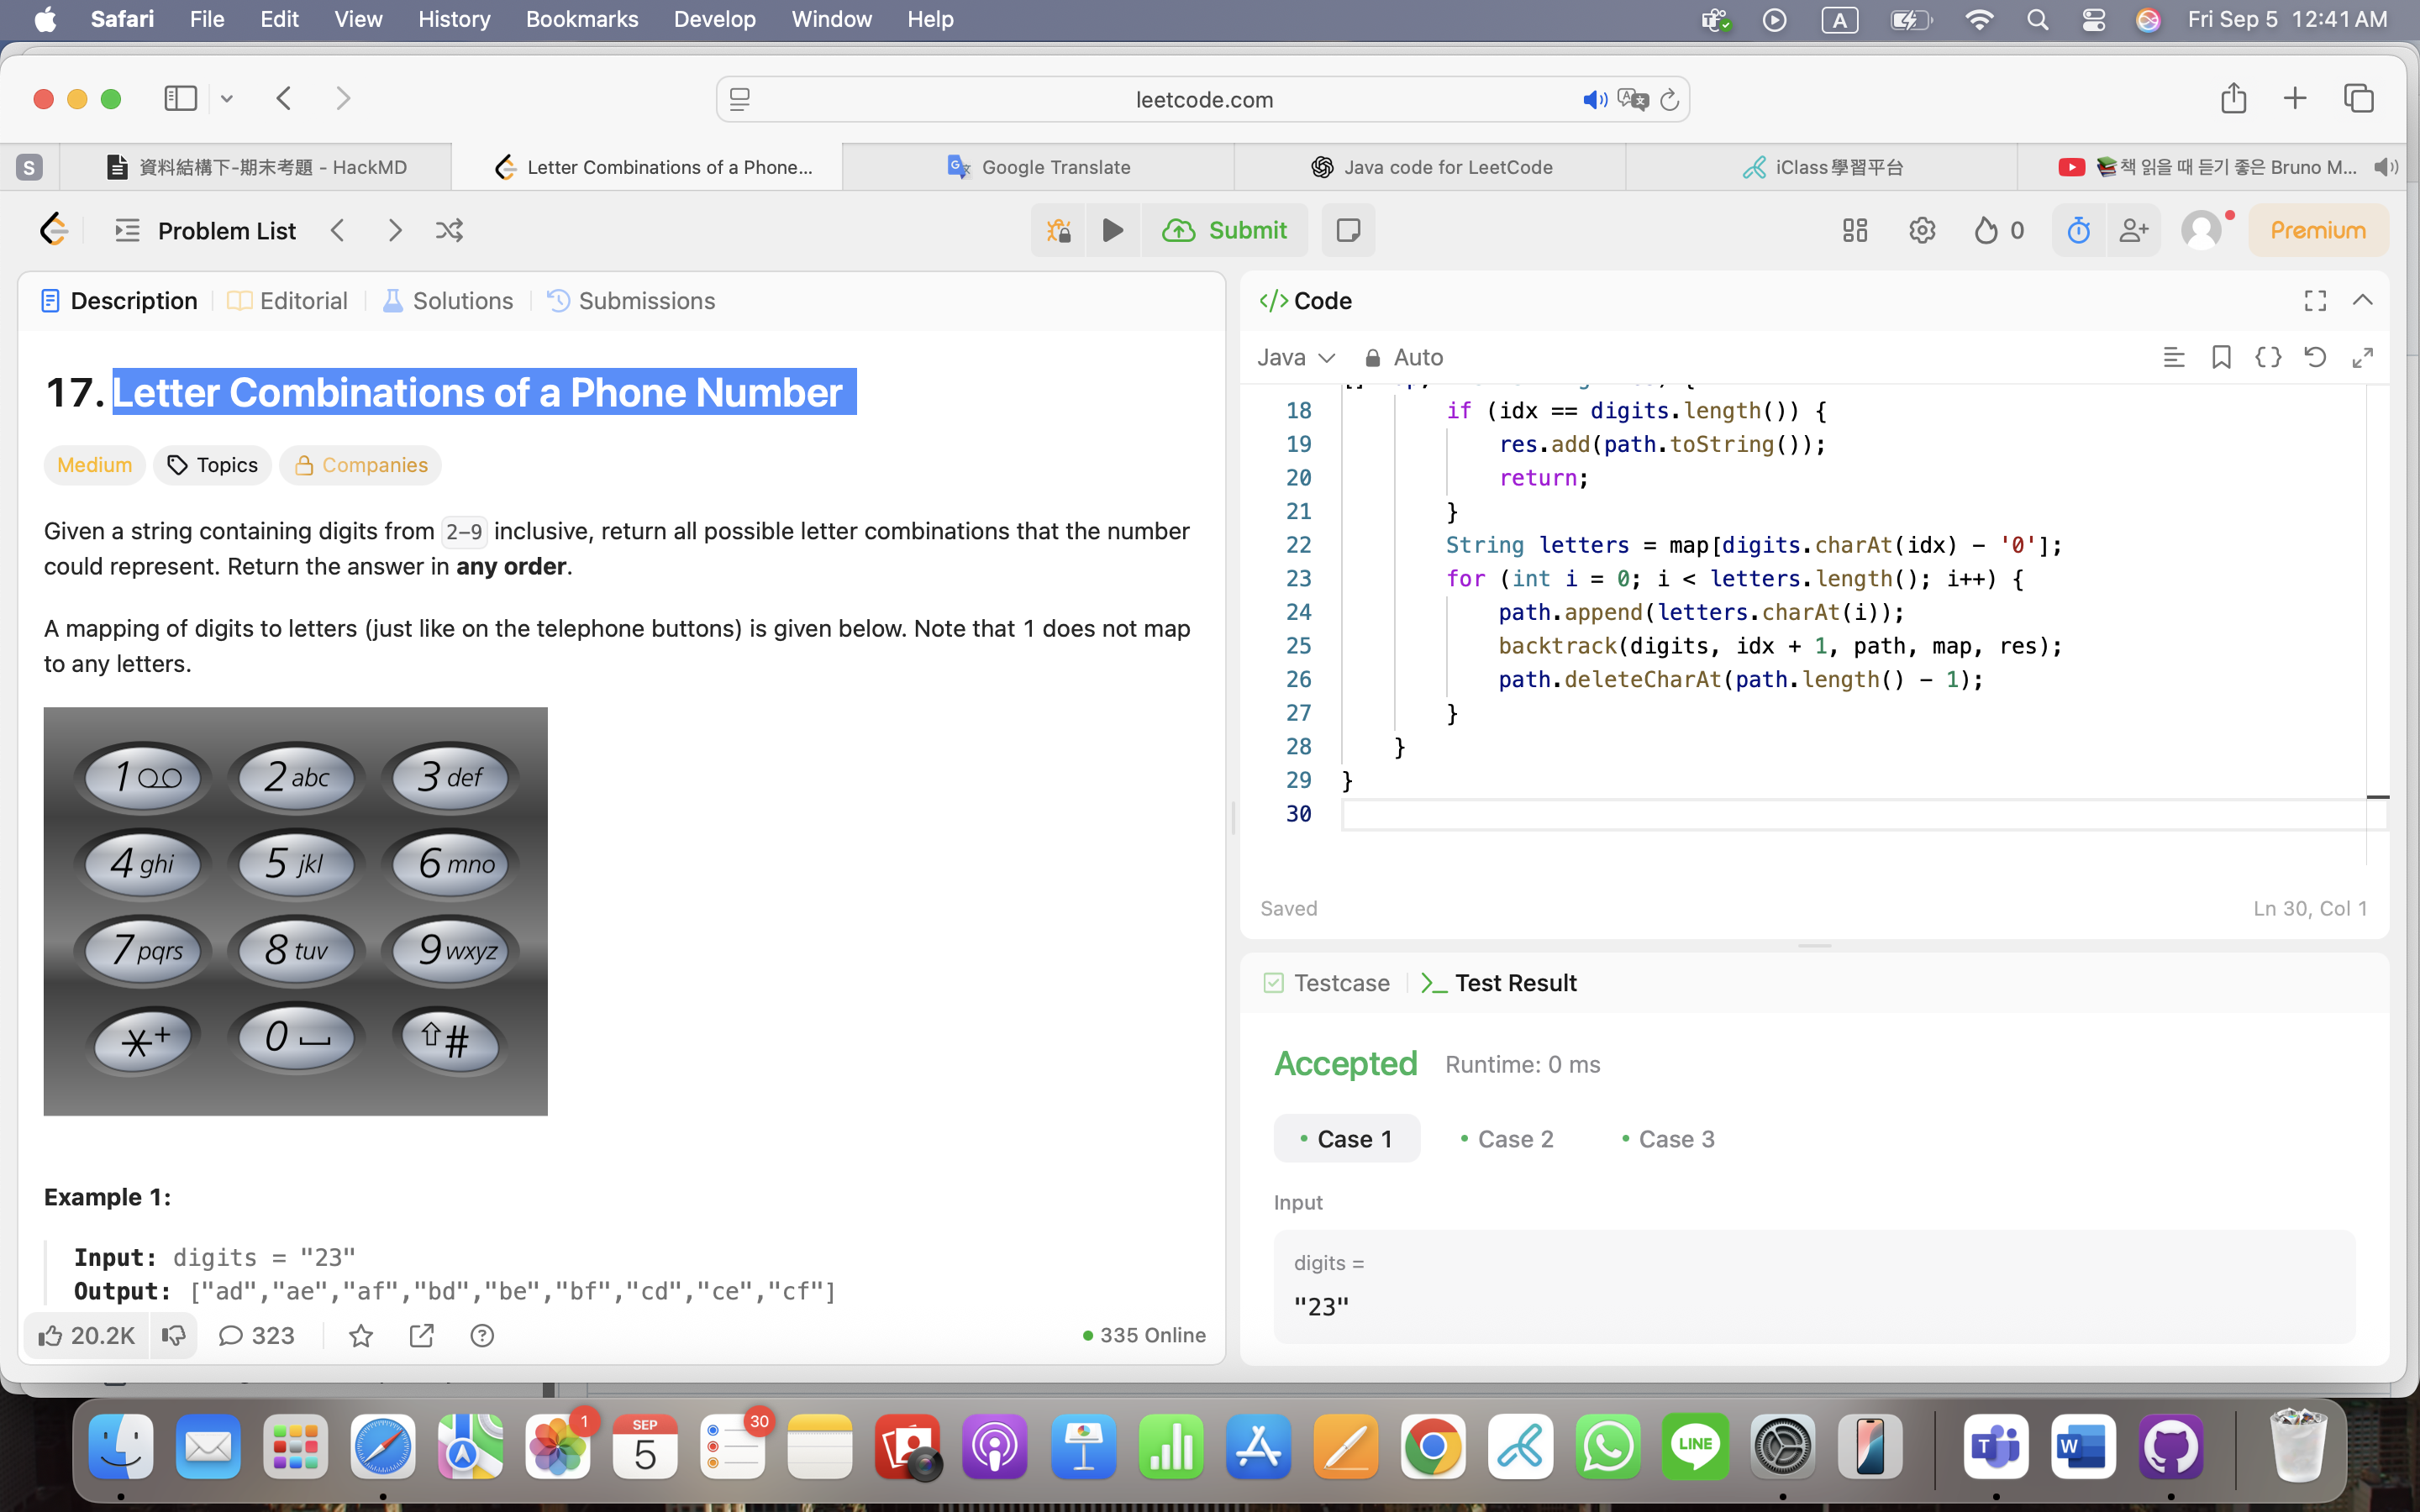 Safari File Edit View History Bookmarks Develop Window Help A Fri Sep 5 12:41 AM
leetcode.com
S 資料結構下-期末考題 - HackMD Letter Combinations of a Phone... Google Translate Java code for LeetCode iClass學習平台 📚책 읽을 때 듣기 좋은 Bruno M...
Problem List Submit 0 Premium
Description Editorial Solutions Submissions
17. Letter Combinations of a Phone Number
Medium Topics Companies
Given a string containing digits from 2-9 inclusive, return all possible letter combinations that the number
could represent. Return the answer in any order.
A mapping of digits to letters (just like on the telephone buttons) is given below. Note that 1 does not map
to any letters.
1 2 abc 3 def
4 ghi 5 jkl 6 mno
7 pqrs 8 tuv 9 wxyz
*+ 0 ⇧#
Example 1:
Input: digits = "23"
Output: ["ad","ae","af","bd","be","bf","cd","ce","cf"]
20.2K 323 335 Online
</> Code
Java Auto
18 if (idx == digits.length()) {
19 res.add(path.toString());
20 return;
21 }
22 String letters = map[digits.charAt(idx) - '0'];
23 for (int i = 0; i < letters.length(); i++) {
24 path.append(letters.charAt(i));
25 backtrack(digits, idx + 1, path, map, res);
26 path.deleteCharAt(path.length() - 1);
27 }
28 }
29 }
30
Saved Ln 30, Col 1
Testcase >_ Test Result
Accepted Runtime: 0 ms
Case 1 Case 2 Case 3
Input
digits =
"23"
1 SEP 5 30 LINE T W